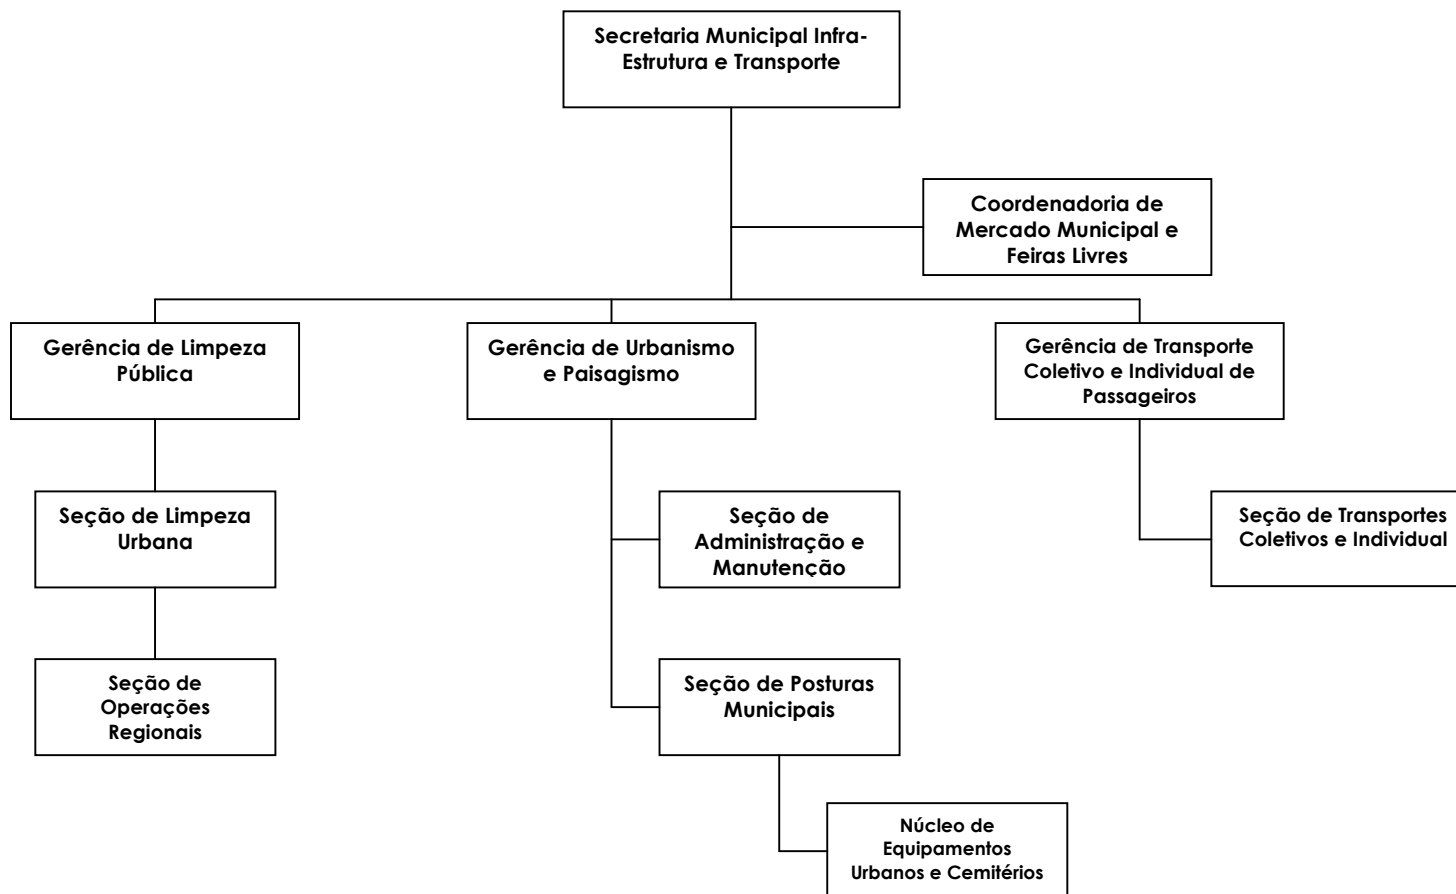 Secretaria Municipal Infra-
Estrutura e Transporte
Coordenadoria de
Mercado Municipal e
Feiras Livres
Gerência de Limpeza
Pública
Gerência de Urbanismo
e Paisagismo
Gerência de Transporte
Coletivo e Individual de
Passageiros
Seção de Limpeza
Urbana
Seção de
Administração e
Manutenção
Seção de Transportes
Coletivos e Individual
Seção de
Operações
Regionais
Seção de Posturas
Municipais
Núcleo de
Equipamentos
Urbanos e Cemitérios